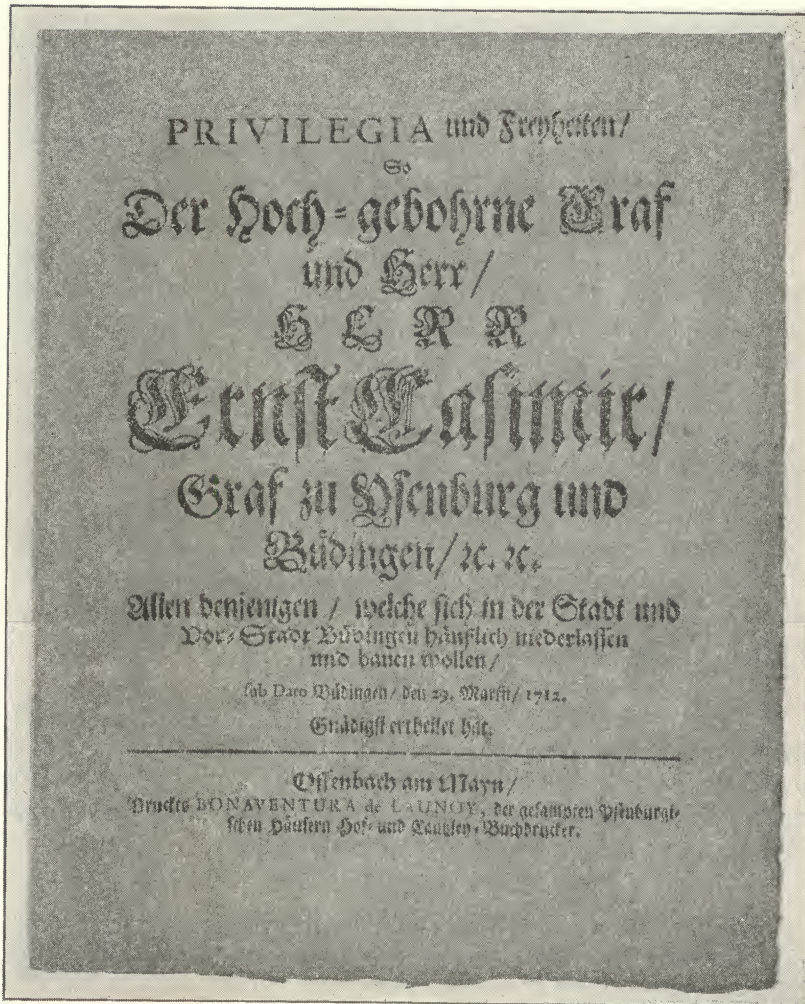 PRIVILEGIA und Freyheiten/
So
Der Hoch-gebohrne Graf
und Herr/
HERR
Ernst Casimir/
Graf zu Ysenburg und
Büdingen/ ꝛc. ꝛc.
Allen denjenigen / welche sich in der Stadt und
Vor-Stadt Büdingen häußlich niederlassen
und bauen wollen/
sub Dato Büdingen/ den 29. Martii/ 1712.
Gnädigst ertheilet hat.
Offenbach am Mayn/
Druckts BONAVENTURA de LAUNOY, der gesampten Ysenburgi-
schen Häusern Hof- und Cantzley-Buchdrucker.